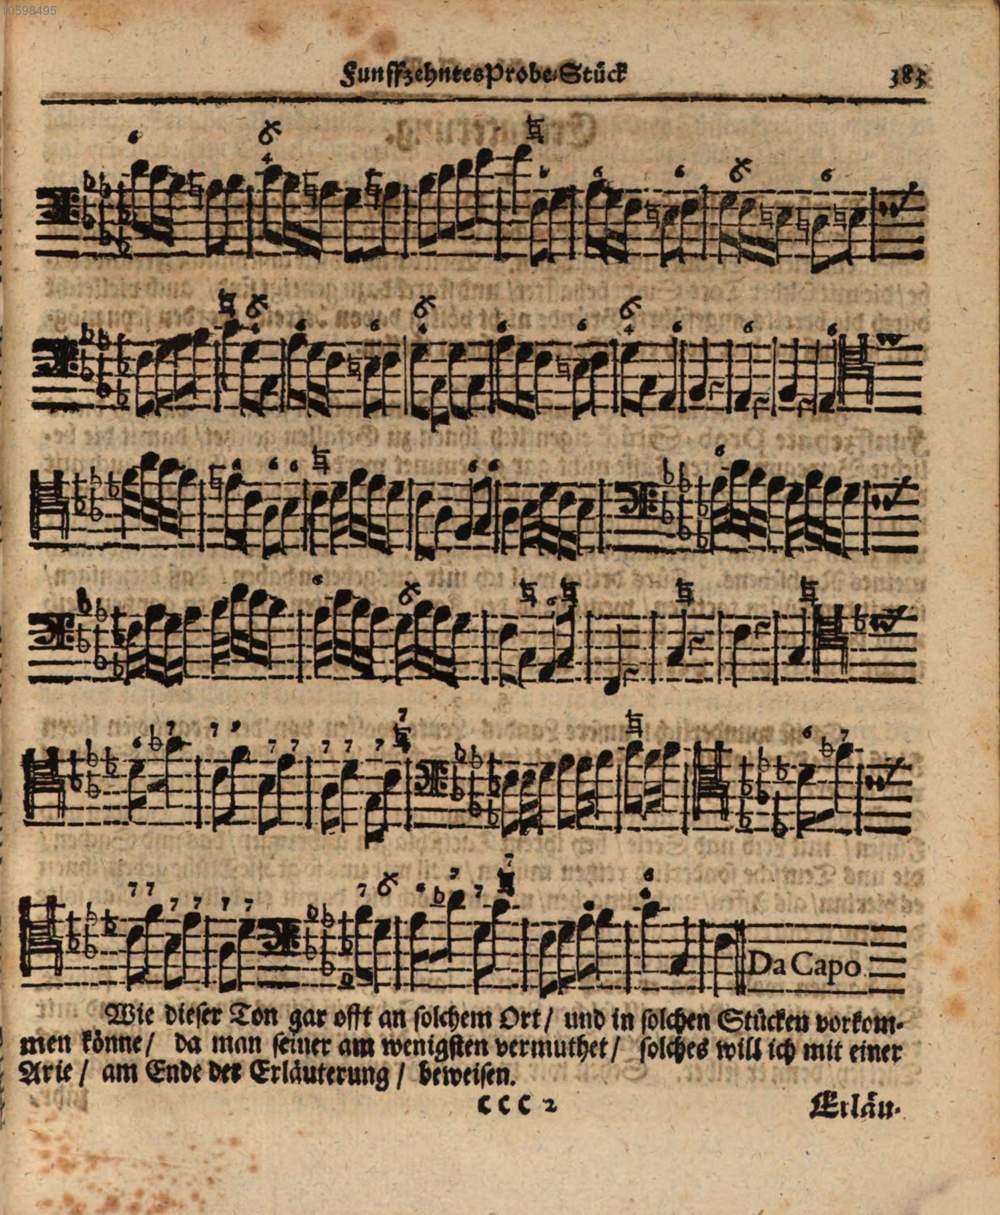 10598495
Funffzehntes Probe-Stück 383
Da Capo
Wie dieser Ton gar offt an solchem Ort / und in solchen Stücken vorkom-
men könne / da man seiner am wenigsten vermuthet / solches will ich mit einer
Arie / am Ende der Erläuterung / beweisen.
C c c 2 Erläu-